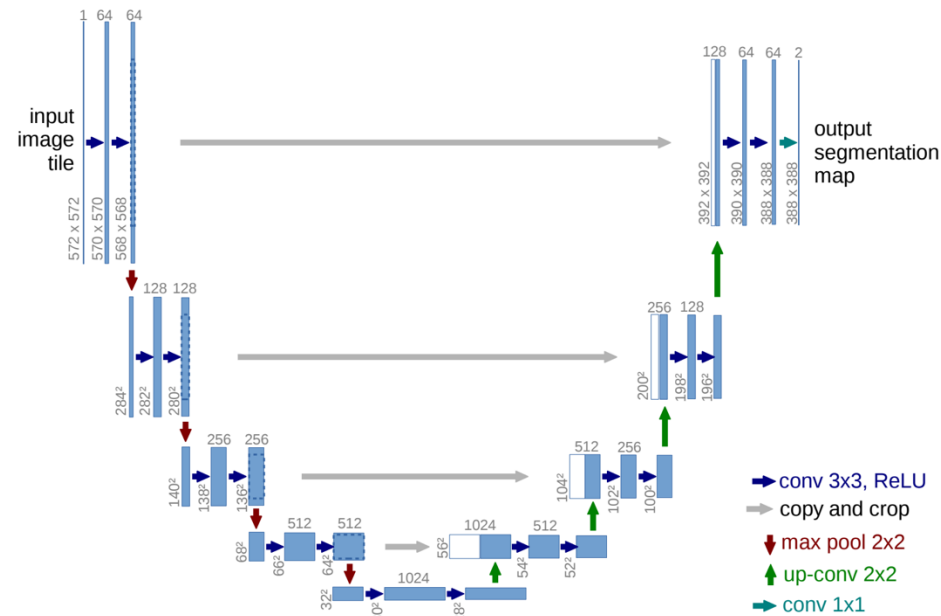 1 64 64
input
image
tile
572 x 572
570 x 570
568 x 568
128 64 64 2
output
segmentation
map
392 x 392
390 x 390
388 x 388
388 x 388
128 128
284²
282²
280²
256 128
200²
198²
196²
256 256
140²
138²
136²
512 256
104²
102²
100²
512 512
68²
66²
64²
1024 512
56²
54²
52²
1024
32²
0²
8²
conv 3x3, ReLU
copy and crop
max pool 2x2
up-conv 2x2
conv 1x1